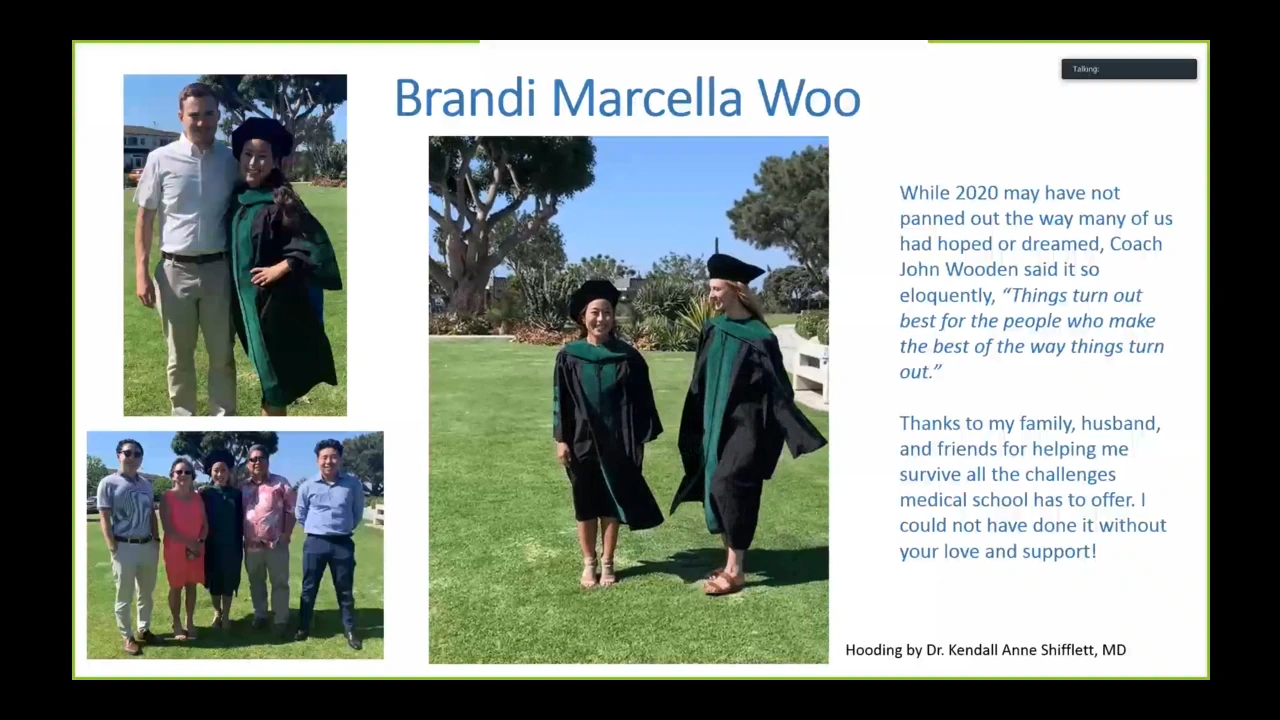 Brandi Marcella Woo
Talking:
While 2020 may have not
panned out the way many of us
had hoped or dreamed, Coach
John Wooden said it so
eloquently, “Things turn out
best for the people who make
the best of the way things turn
out.”
Thanks to my family, husband,
and friends for helping me
survive all the challenges
medical school has to offer. I
could not have done it without
your love and support!
Hooding by Dr. Kendall Anne Shifflett, MD